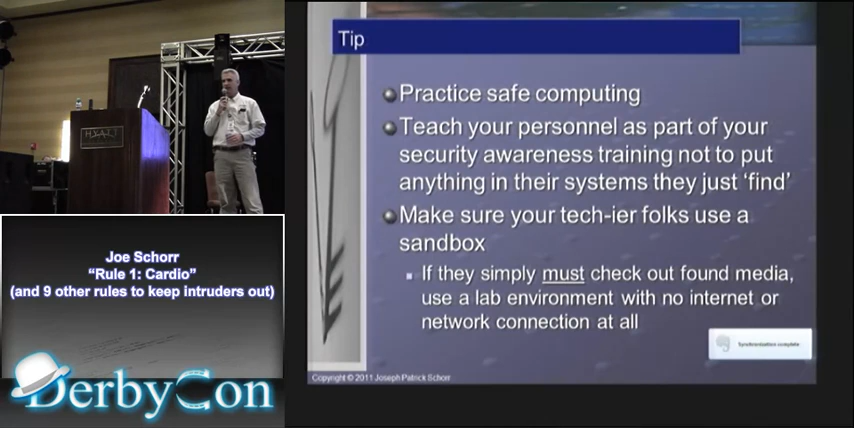 HYATT
Joe Schorr
“Rule 1: Cardio”
(and 9 other rules to keep intruders out)
DerbyCon
Tip
Practice safe computing
Teach your personnel as part of your
security awareness training not to put
anything in their systems they just ‘find’
Make sure your tech-ier folks use a
sandbox
If they simply must check out found media,
use a lab environment with no internet or
network connection at all
Synchronization complete
Copyright © 2011 Joseph Patrick Schorr